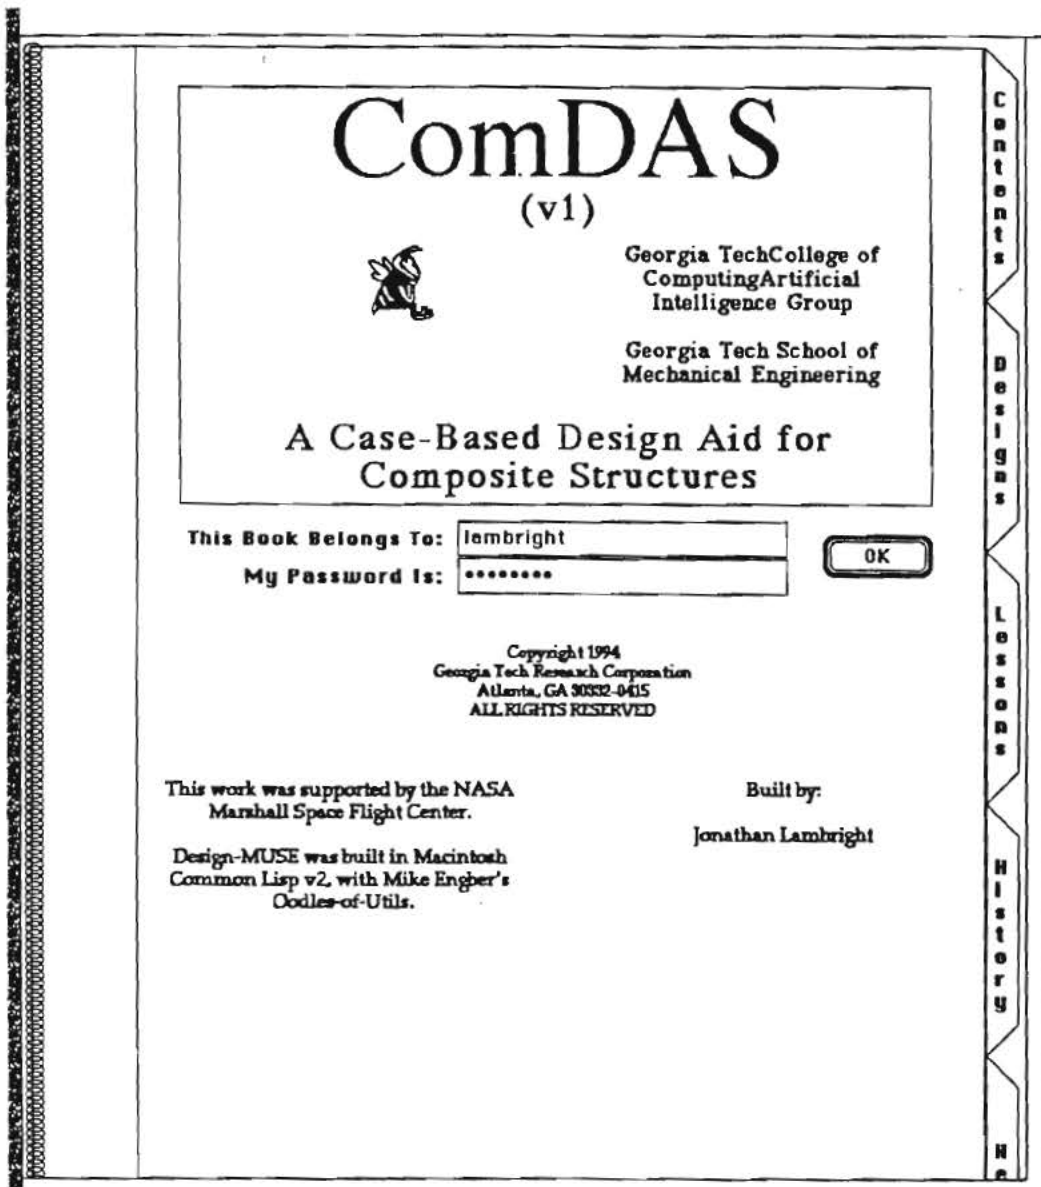 ComDAS
(v1)
Georgia TechCollege of
ComputingArtificial
Intelligence Group
Georgia Tech School of
Mechanical Engineering
A Case-Based Design Aid for
Composite Structures
This Book Belongs To: lambright
My Password Is: ••••••••
OK
Copyright 1994
Georgia Tech Research Corporation
Atlanta, GA 30332-0415
ALL RIGHTS RESERVED
This work was supported by the NASA
Marshall Space Flight Center.
Design-MUSE was built in Macintosh
Common Lisp v2, with Mike Engber's
Oodles-of-Utils.
Built by:
Jonathan Lambright
Contents
Designs
Lessons
History